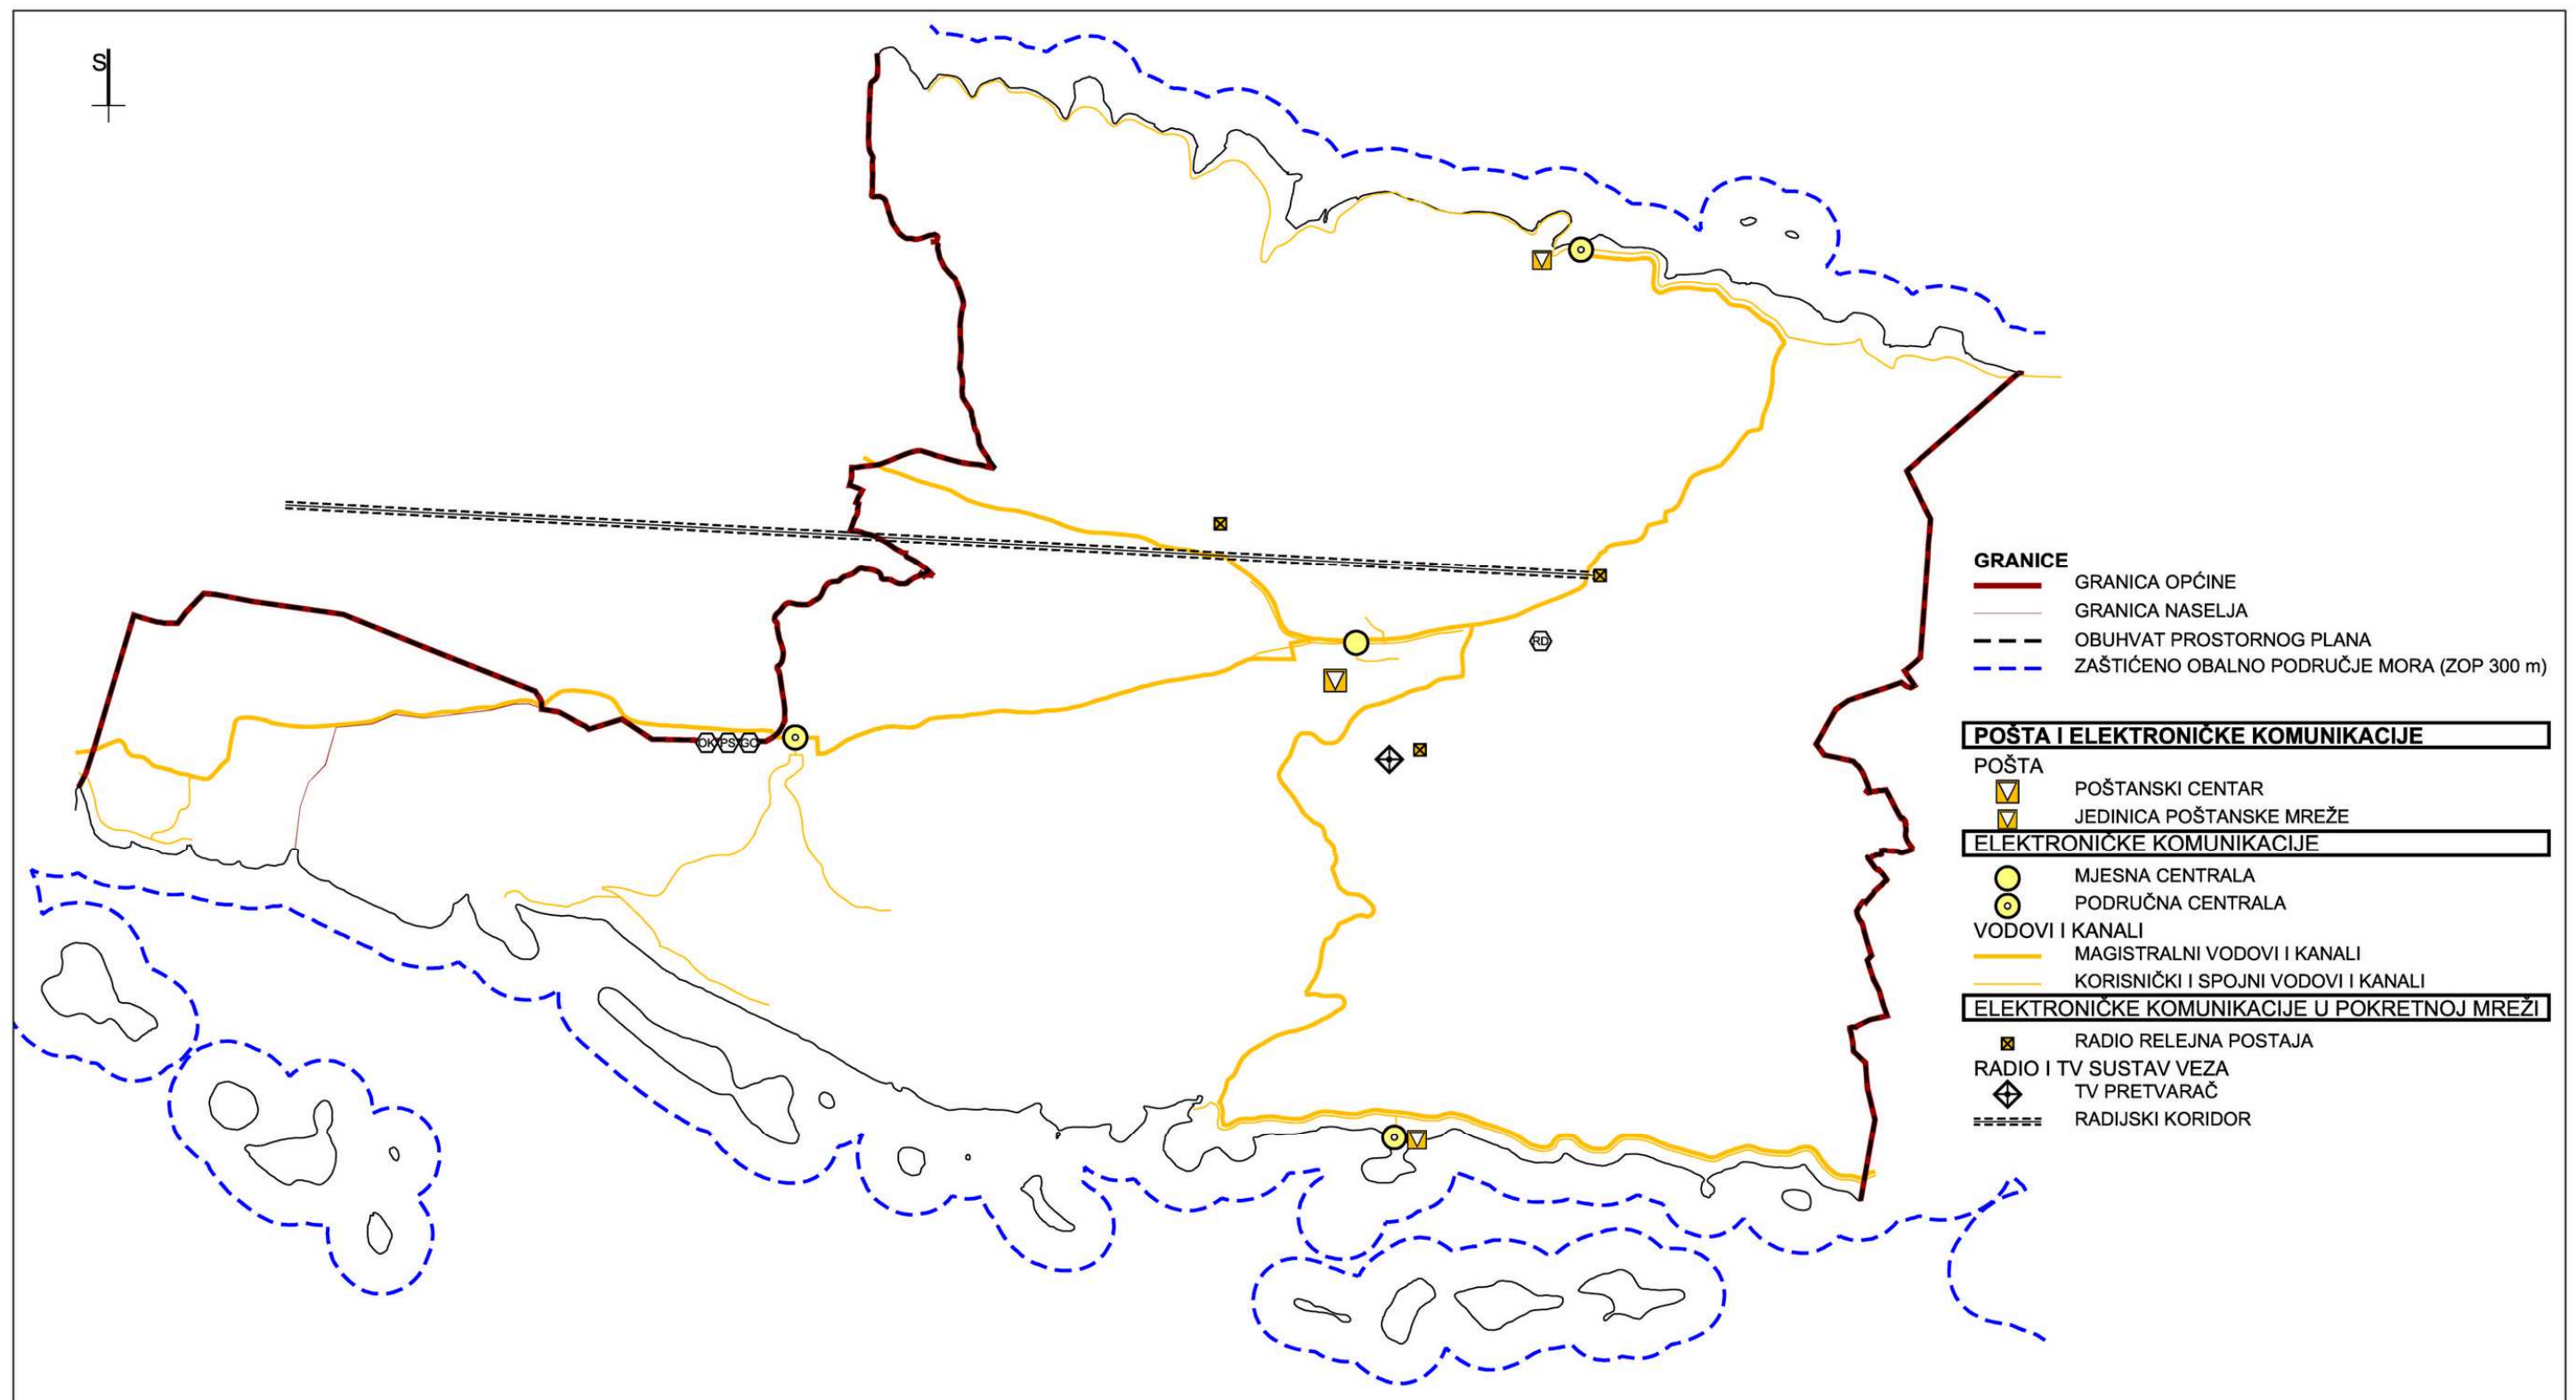 S
RD
OK PS GO
GRANICE
GRANICA OPĆINE
GRANICA NASELJA
OBUHVAT PROSTORNOG PLANA
ZAŠTIĆENO OBALNO PODRUČJE MORA (ZOP 300 m)
POŠTA I ELEKTRONIČKE KOMUNIKACIJE
POŠTA
POŠTANSKI CENTAR
JEDINICA POŠTANSKE MREŽE
ELEKTRONIČKE KOMUNIKACIJE
MJESNA CENTRALA
PODRUČNA CENTRALA
VODOVI I KANALI
MAGISTRALNI VODOVI I KANALI
KORISNIČKI I SPOJNI VODOVI I KANALI
ELEKTRONIČKE KOMUNIKACIJE U POKRETNOJ MREŽI
RADIO RELEJNA POSTAJA
RADIO I TV SUSTAV VEZA
TV PRETVARAČ
RADIJSKI KORIDOR